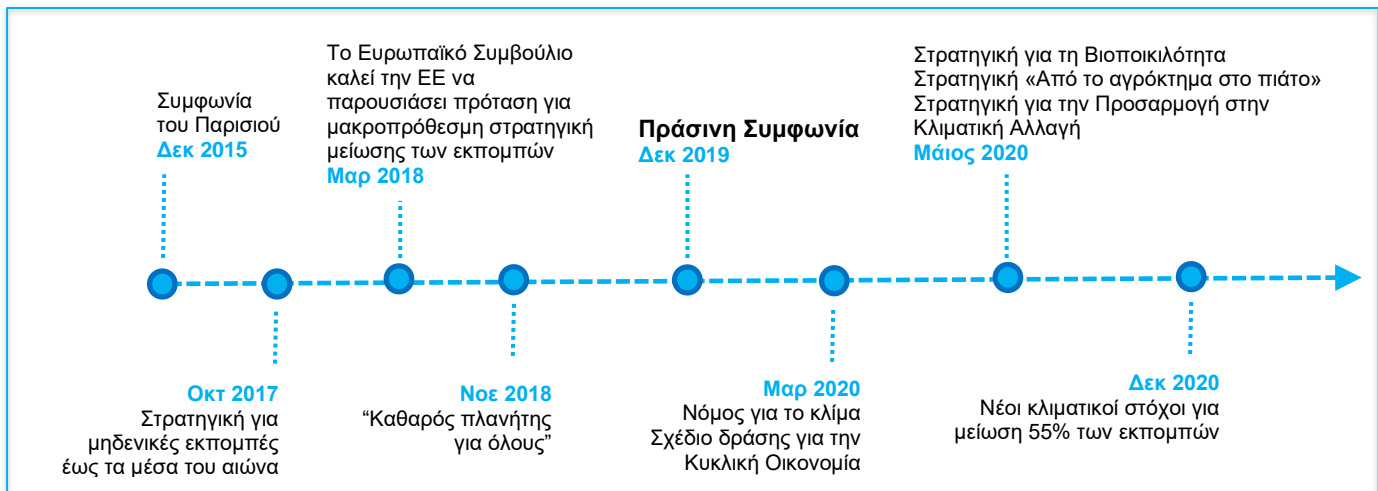 Συμφωνία
του Παρισιού
Δεκ 2015
Το Ευρωπαϊκό Συμβούλιο
καλεί την ΕΕ να
παρουσιάσει πρόταση για
μακροπρόθεσμη στρατηγική
μείωσης των εκπομπών
Μαρ 2018
Πράσινη Συμφωνία
Δεκ 2019
Στρατηγική για τη Βιοποικιλότητα
Στρατηγική «Από το αγρόκτημα στο πιάτο»
Στρατηγική για την Προσαρμογή στην
Κλιματική Αλλαγή
Μάιος 2020
Οκτ 2017
Στρατηγική για
μηδενικές εκπομπές
έως τα μέσα του αιώνα
Νοε 2018
“Καθαρός πλανήτης
για όλους”
Μαρ 2020
Νόμος για το κλίμα
Σχέδιο δράσης για την
Κυκλική Οικονομία
Δεκ 2020
Νέοι κλιματικοί στόχοι για
μείωση 55% των εκπομπών